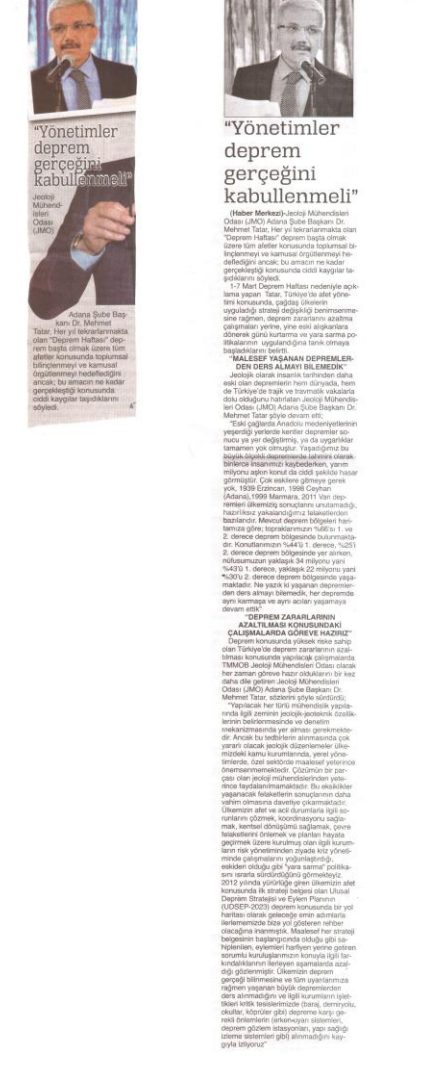 "Yönetimler
deprem
gerçeğini
kabullenmeli"
Jeoloji
Mühend-
isleri
Odası
(JMO)
Adana Şube Baş-
kanı Dr. Mehmet
Tatar, Her yıl tekrarlanmakta
olan "Deprem Haftası" dep-
rem başta olmak üzere tüm
afetler konusunda toplumsal
bilinçlenmeyi ve kamusal
örgütlenmeyi hedeflediğini
ancak; bu amacın ne kadar
gerçekleştiği konusunda
ciddi kaygılar taşıdıklarını
söyledi. 4'
"Yönetimler
deprem
gerçeğini
kabullenmeli"
(Haber Merkezi)-Jeoloji Mühendisleri
Odası (JMO) Adana Şube Başkanı Dr.
Mehmet Tatar, Her yıl tekrarlanmakta olan
"Deprem Haftası" deprem başta olmak
üzere tüm afetler konusunda toplumsal bi-
linçlenmeyi ve kamusal örgütlenmeyi he-
deflediğini ancak; bu amacın ne kadar
gerçekleştiği konusunda ciddi kaygılar ta-
şıdıklarını söyledi.
1-7 Mart Deprem Haftası nedeniyle açık-
lama yapan Tatar, Türkiye'de afet yöne-
timi konusunda, çağdaş ülkelerin
uyguladığı strateji değişikliği benimsenme-
sine rağmen, deprem zararlarını azaltma
çalışmaları yerine, yine eski alışkanlara
dönerek günü kurtarma ve yara sarma po-
litikalarının uygulandığına tanık olmaya
başladıklarını belirtti.
"MALESEF YAŞANAN DEPREMLER-
DEN DERS ALMAYI BİLEMEDİK"
Jeolojik olarak insanlık tarihinden daha
eski olan depremlerin hem dünyada, hem
de Türkiye'de trajik ve travmatik vakalarla
dolu olduğunu hatırlatan Jeoloji Mühendis-
leri Odası (JMO) Adana Şube Başkanı Dr.
Mehmet Tatar şöyle devam etti;
"Eski çağlarda Anadolu medeniyetlerinin
yeşerdiği yerlerde kentler depremler so-
nucu ya yer değiştirmiş, ya da uygarlıklar
tamamen yok olmuştur. Yaşadığımız bu
büyük ölçekli depremlerde tahmini olarak
binlerce insanımızı kaybederken, yarım
milyonu aşkın konut da ciddi şekilde hasar
görmüştür. Çok eskilere gitmeye gerek
yok, 1939 Erzincan, 1998 Ceyhan
(Adana),1999 Marmara, 2011 Van dep-
remleri ülkemiziç sonuçlarını unutamadığı,
hazırlıksız yakalandığımız felaketlerden
bazılarıdır. Mevcut deprem bölgeleri hari-
tamıza göre; topraklarımızın %66'sı 1. ve
2. derece deprem bölgesinde bulunmakta-
dır. Konutlarımızın %44'ü 1. derece, %25'i
2. derece deprem bölgesinde yer alırken,
nüfusumuzun yaklaşık 34 milyonu yani
%43'ü 1. derece, yaklaşık 22 milyonu yani
%30'u 2. derece deprem bölgesinde yaşa-
maktadır. Ne yazık ki yaşanan depremler-
den ders almayı bilemedik, her depremde
aynı karmaşa ve aynı acıları yaşamaya
devam ettik"
"DEPREM ZARARLARININ
AZALTILMASI KONUSUNDAKİ
ÇALIŞMALARDA GÖREVE HAZIRIZ"
Deprem konusunda yüksek riske sahip
olan Türkiye'de deprem zararlarının azal-
tılması konusunda yapılacak çalışmalarda
TMMOB Jeoloji Mühendisleri Odası olarak
her zaman göreve hazır olduklarını bir kez
daha dile getiren Jeoloji Mühendisleri
Odası (JMO) Adana Şube Başkanı Dr.
Mehmet Tatar, sözlerini şöyle sürdürdü;
"Yapılacak her türlü mühendislik yapıla-
rında ilgili zeminin jeolojik-jeoteknik özellik-
lerinin belirlenmesinde ve denetim
mekanizmasında yer alması gerekmekte-
dir. Ancak bu tedbirlerin alınmasında çok
yararlı olacak jeolojik düzenlemeler ülke-
mizdeki kamu kurumlarında, yerel yöne-
timlerde, özel sektörde maalesef yeterince
önemsenmemektedir. Çözümün bir par-
çası olan jeoloji mühendislerinden yete-
rince faydalanılmamaktadır. Bu eksiklikler
yaşanacak felaketlerin sonuçlarının daha
vahim olmasına davetiye çıkarmaktadır.
Ülkemizin afet ve acil durumlarla ilgili so-
runlarını çözmek, koordinasyonu sağla-
mak, kentsel dönüşümü sağlamak, çevre
felaketlerini önlemek ve planları hayata
geçirmek üzere kurulmuş olan ilgili kurum-
ların risk yönetiminden ziyade kriz yöneti-
minde çalışmalarını yoğunlaştırdığı,
eskiden olduğu gibi "yara sarma" politika-
sını ısrarla sürdürdüğünü görmekteyiz.
2012 yılında yürürlüğe giren ülkemizin afet
konusunda ilk strateji belgesi olan Ulusal
Deprem Stratejisi ve Eylem Planının
(UDSEP-2023) deprem konusunda bir yol
haritası olarak geleceğe emin adımlarla
ilerlememizde bize yol gösteren rehber
olacağına inanmıştık. Maalesef her strateji
belgesinin başlangıcında olduğu gibi sa-
hiplenilen, eylemleri harfiyen yerine getiren
sorumlu kuruluşlarımızın konuyla ilgili far-
kındalıklarının ilerleyen aşamalarda azal-
dığı gözlenmiştir. Ülkemizin deprem
gerçeği bilinmesine ve tüm uyarılarımıza
rağmen yaşanan büyük depremlerden
ders alınmadığını ve ilgili kurumların işlet-
tikleri kritik tesislerimizde (baraj, demiryolu,
okullar, köprüler gibi) depreme karşı ge-
rekli önlemlerin (erkenuyarı sistemleri,
deprem gözlem istasyonları, yapı sağlığı
izleme sistemleri gibi) alınmadığını kay-
gıyla izliyoruz"